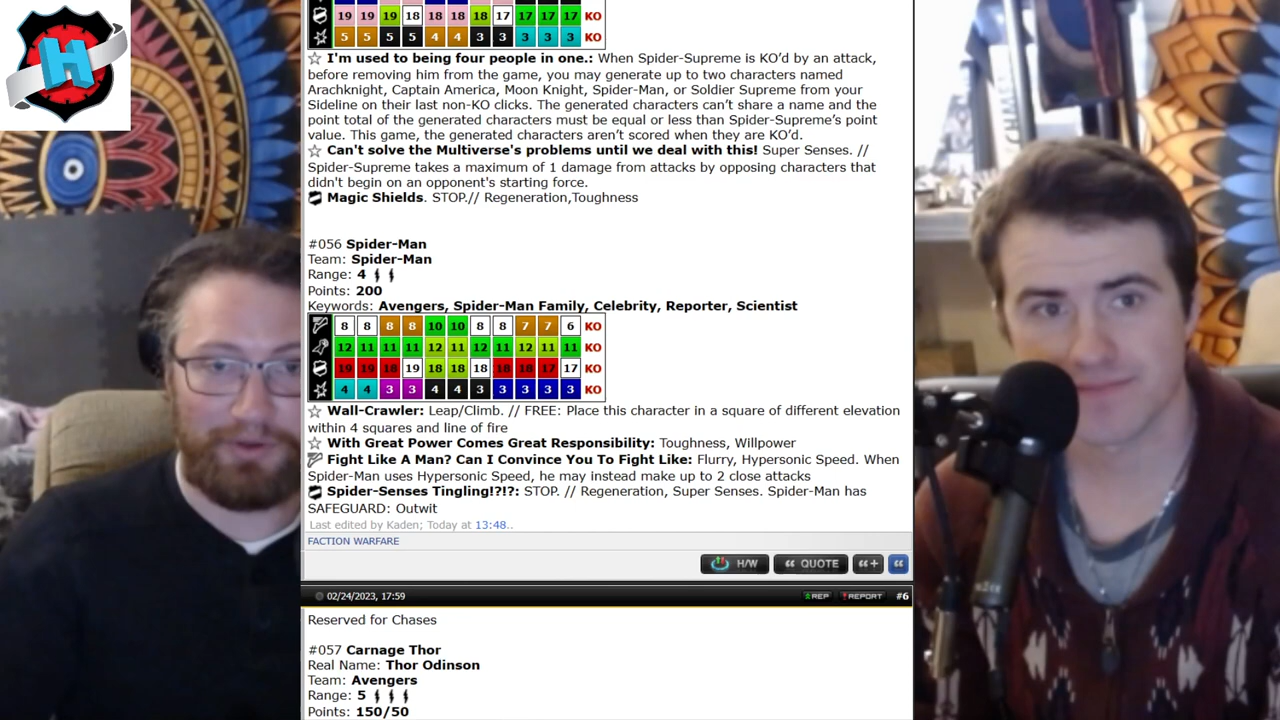 H
19 19 19 18 18 18 18 17 17 17 17 KO
5 5 5 5 4 4 3 3 3 3 3 KO
☆ I'm used to being four people in one.: When Spider-Supreme is KO'd by an attack,
before removing him from the game, you may generate up to two characters named
Arachknight, Captain America, Moon Knight, Spider-Man, or Soldier Supreme from your
Sideline on their last non-KO clicks. The generated characters can't share a name and the
point total of the generated characters must be equal or less than Spider-Supreme's point
value. This game, the generated characters aren't scored when they are KO'd.
☆ Can't solve the Multiverse's problems until we deal with this! Super Senses. //
Spider-Supreme takes a maximum of 1 damage from attacks by opposing characters that
didn't begin on an opponent's starting force.
Magic Shields. STOP.// Regeneration,Toughness
#056 Spider-Man
Team: Spider-Man
Range: 4
Points: 200
Keywords: Avengers, Spider-Man Family, Celebrity, Reporter, Scientist
8 8 8 8 10 10 8 8 7 7 6 KO
12 11 11 11 12 11 12 11 12 11 11 KO
19 19 18 19 18 18 18 18 18 17 17 KO
4 4 3 3 4 4 3 3 3 3 3 KO
☆ Wall-Crawler: Leap/Climb. // FREE: Place this character in a square of different elevation
within 4 squares and line of fire
☆ With Great Power Comes Great Responsibility: Toughness, Willpower
Fight Like A Man? Can I Convince You To Fight Like: Flurry, Hypersonic Speed. When
Spider-Man uses Hypersonic Speed, he may instead make up to 2 close attacks
Spider-Senses Tingling!?!?: STOP. // Regeneration, Super Senses. Spider-Man has
SAFEGUARD: Outwit
Last edited by Kaden; Today at 13:48..
FACTION WARFARE
H/W QUOTE
02/24/2023, 17:59 REP REPORT #6
Reserved for Chases
#057 Carnage Thor
Real Name: Thor Odinson
Team: Avengers
Range: 5
Points: 150/50